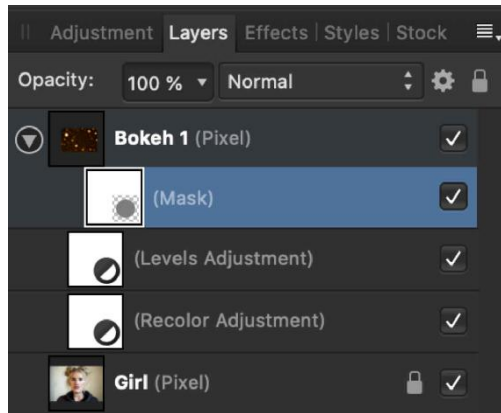 Adjustment Layers Effects | Styles | Stock
Opacity: 100 % Normal
Bokeh 1 (Pixel)
(Mask)
(Levels Adjustment)
(Recolor Adjustment)
Girl (Pixel)